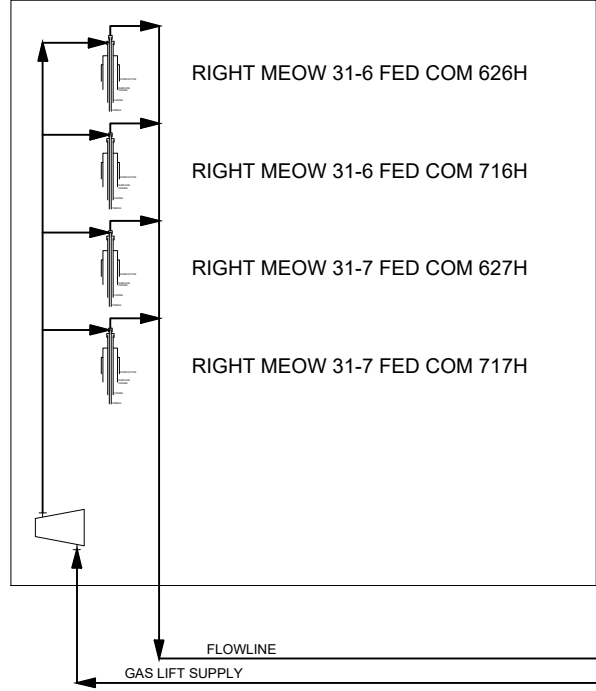 RIGHT MEOW 31-6 FED COM 626H
RIGHT MEOW 31-6 FED COM 716H
RIGHT MEOW 31-7 FED COM 627H
RIGHT MEOW 31-7 FED COM 717H
FLOWLINE
GAS LIFT SUPPLY